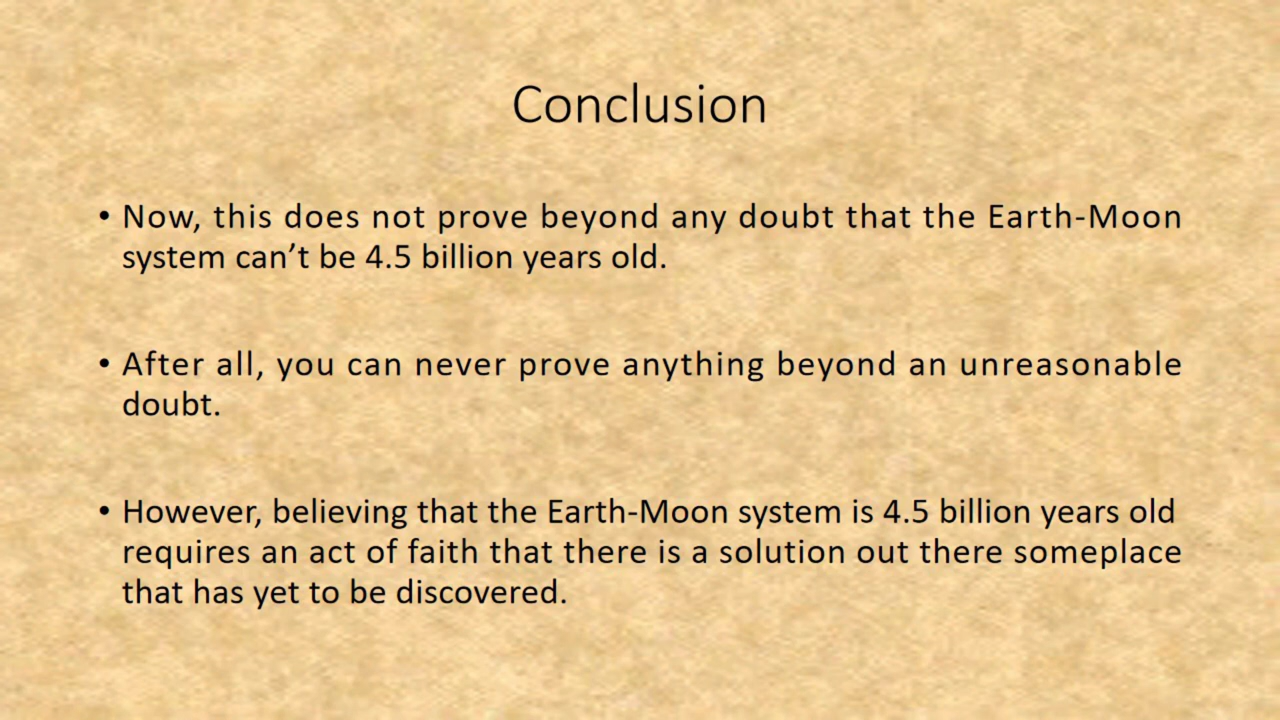 Conclusion
• Now, this does not prove beyond any doubt that the Earth-Moon
system can’t be 4.5 billion years old.
• After all, you can never prove anything beyond an unreasonable
doubt.
• However, believing that the Earth-Moon system is 4.5 billion years old
requires an act of faith that there is a solution out there someplace
that has yet to be discovered.